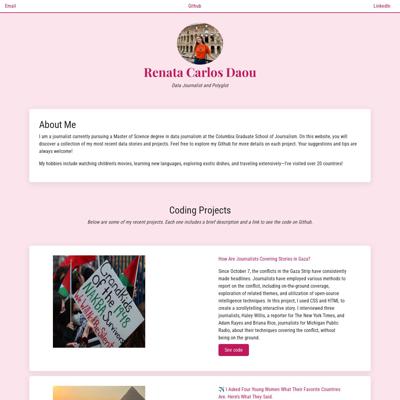 Email Github LinkedIn
Renata Carlos Daou
Data Journalist and Polyglot
About Me
I am a journalist currently pursuing a Master of Science degree in data journalism at the Columbia Graduate School of Journalism. On this website, you will
discover a collection of my most recent data stories and projects. Feel free to explore my Github for more details on each project. Your suggestions and tips are
always welcome!
My hobbies include watching children's movies, learning new languages, exploring exotic dishes, and traveling extensively—I've visited over 20 countries!
Coding Projects
Below are some of my recent projects. Each one includes a brief description and a link to see the code on Github.
How Are Journalists Covering Stories in Gaza?
Since October 7, the conflicts in the Gaza Strip have consistently
made headlines. Journalists have employed various methods to
report on the conflict, including on-the-ground coverage,
exploration of related themes, and utilization of open-source
intelligence techniques. In this project, I used CSS and HTML to
create a scrollytelling interactive story. I interviewed three
journalists, Haley Willis, a reporter for The New York Times, and
Adam Rayes and Briana Rice, journalists for Michigan Public
Radio, about their techniques covering the conflict, without
being on the ground.
See code
Grandkids
of the 1948
NAKBA
Survivors
✈️ I Asked Four Young Women What Their Favorite Countries
Are. Here's What They Said.